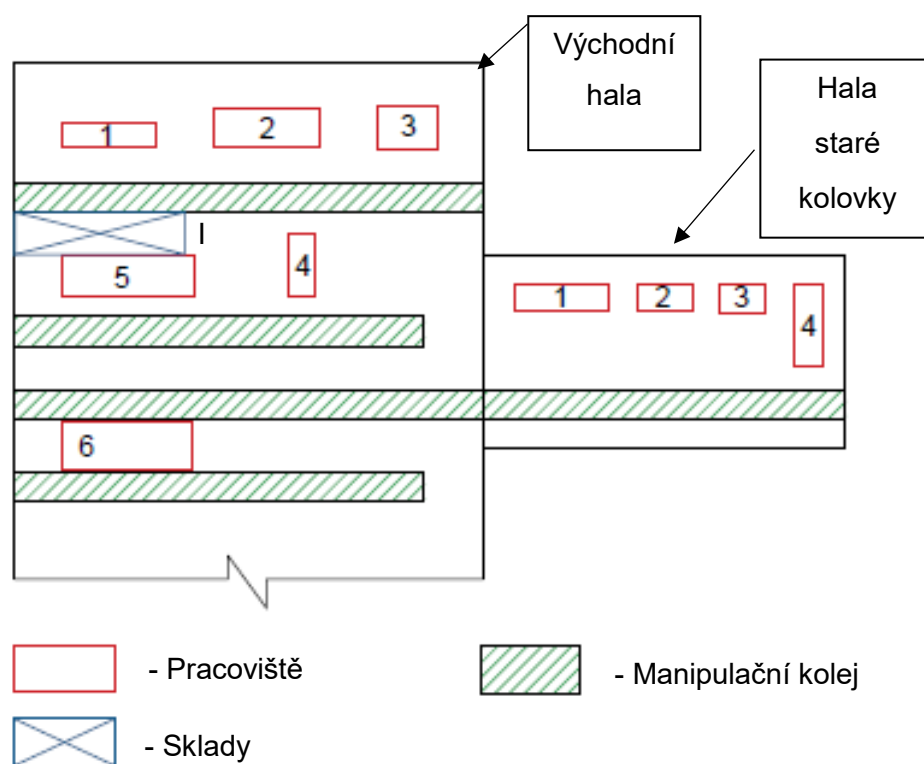 Východní
hala
Hala
staré
kolovky
1
2
3
I
5
4
1
2
3
4
6
- Pracoviště
- Manipulační kolej
- Sklady